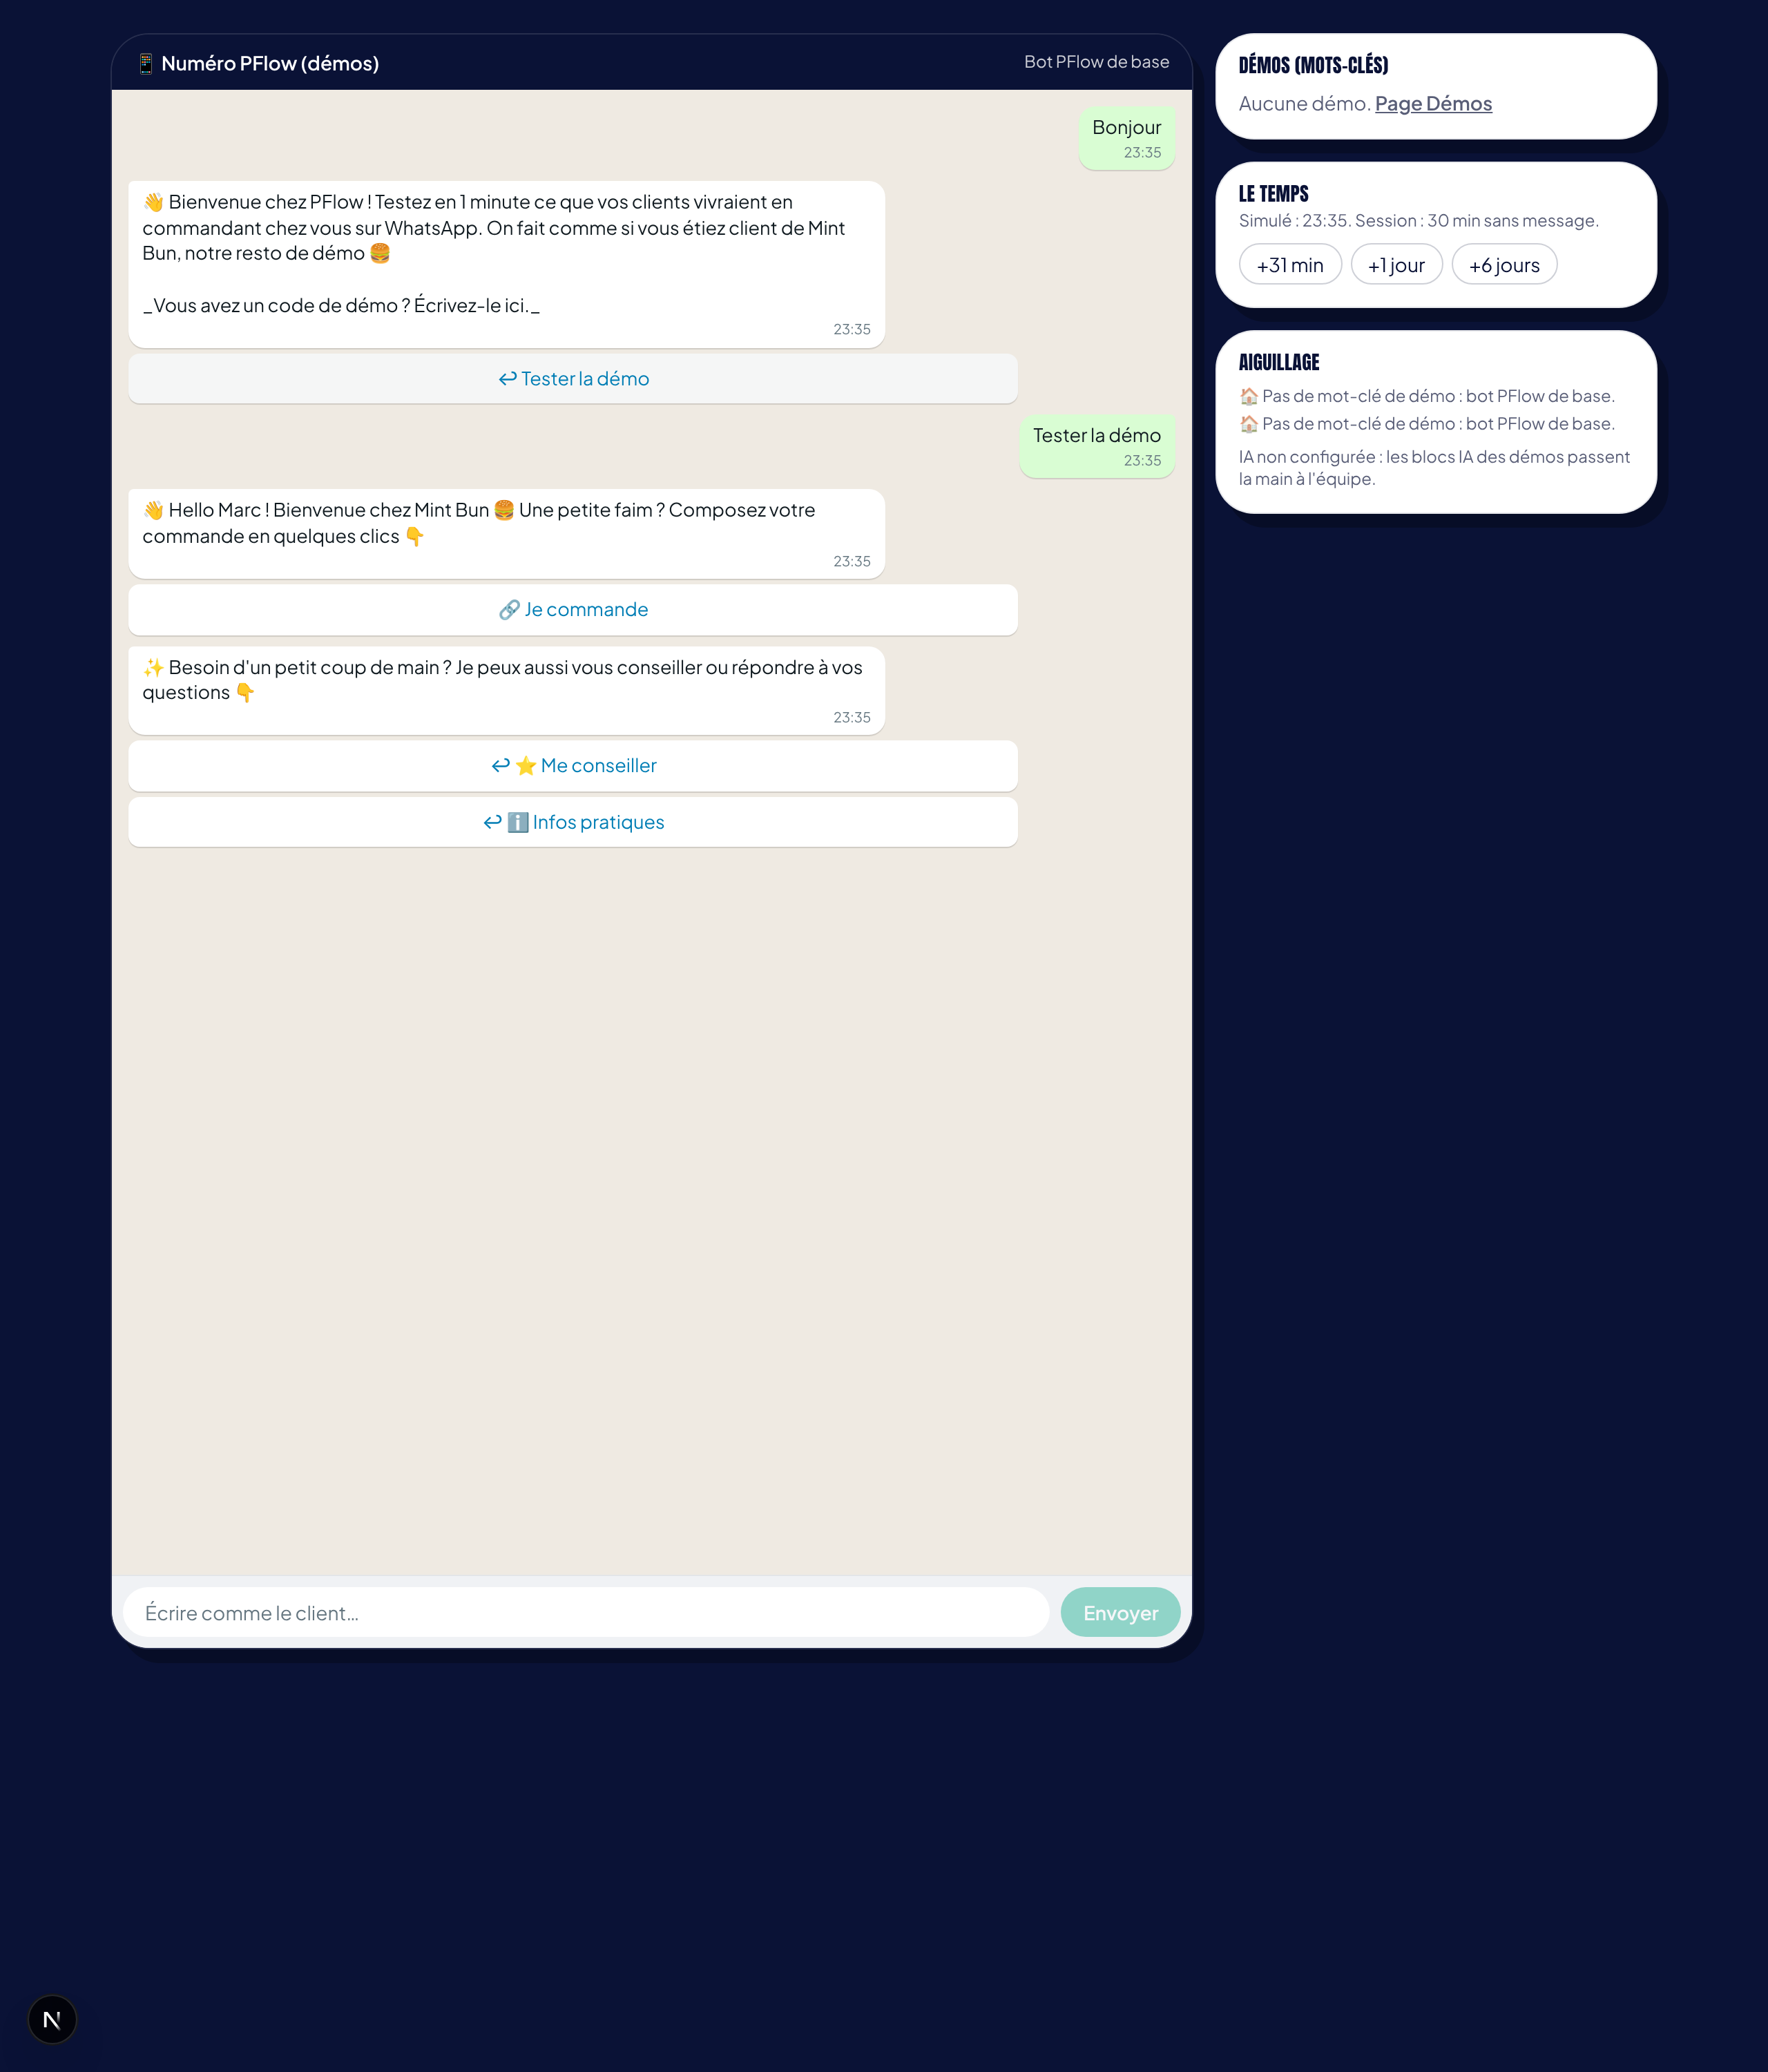 📱 Numéro PFlow (démos)
Bot PFlow de base
Bonjour
23:35
👋 Bienvenue chez PFlow ! Testez en 1 minute ce que vos clients vivraient en
commandant chez vous sur WhatsApp. On fait comme si vous étiez client de Mint
Bun, notre resto de démo 🍔
_Vous avez un code de démo ? Écrivez-le ici._
23:35
↩ Tester la démo
Tester la démo
23:35
👋 Hello Marc ! Bienvenue chez Mint Bun 🍔 Une petite faim ? Composez votre
commande en quelques clics 👇
23:35
🔗 Je commande
✨ Besoin d'un petit coup de main ? Je peux aussi vous conseiller ou répondre à vos
questions 👇
23:35
↩ ⭐ Me conseiller
↩ ℹ️ Infos pratiques
Écrire comme le client…
Envoyer
DÉMOS (MOTS-CLÉS)
Aucune démo. Page Démos
LE TEMPS
Simulé : 23:35. Session : 30 min sans message.
+31 min
+1 jour
+6 jours
AIGUILLAGE
🏠 Pas de mot-clé de démo : bot PFlow de base.
🏠 Pas de mot-clé de démo : bot PFlow de base.
IA non configurée : les blocs IA des démos passent
la main à l'équipe.
N